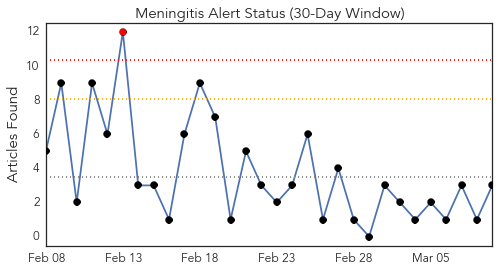 Meningitis Alert Status (30-Day Window)
Articles Found
12
10
8
6
4
2
0
Feb 08
Feb 13
Feb 18
Feb 23
Feb 28
Mar 05